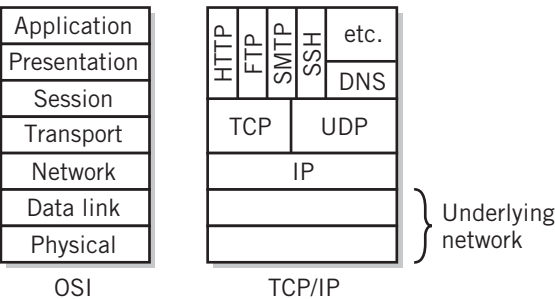 Application
Presentation
Session
Transport
Network
Data link
Physical
OSI
HTTP
FTP
SMTP
SSH
etc.
DNS
TCP
UDP
IP
Underlying
network
TCP/IP